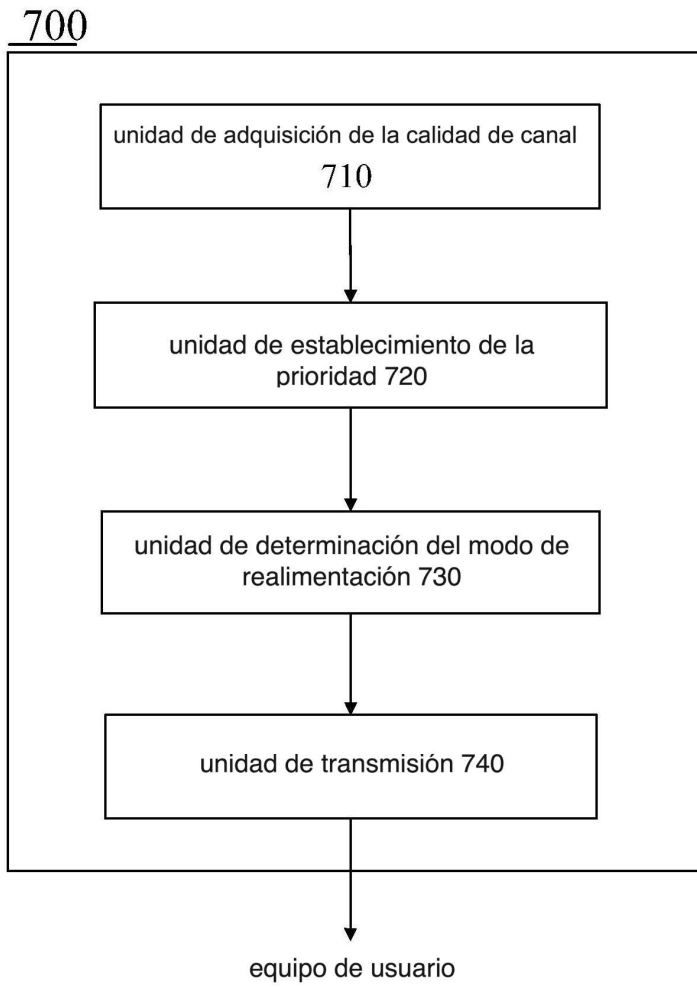 700
unidad de adquisición de la calidad de canal
710
unidad de establecimiento de la
prioridad 720
unidad de determinación del modo de
realimentación 730
unidad de transmisión 740
equipo de usuario